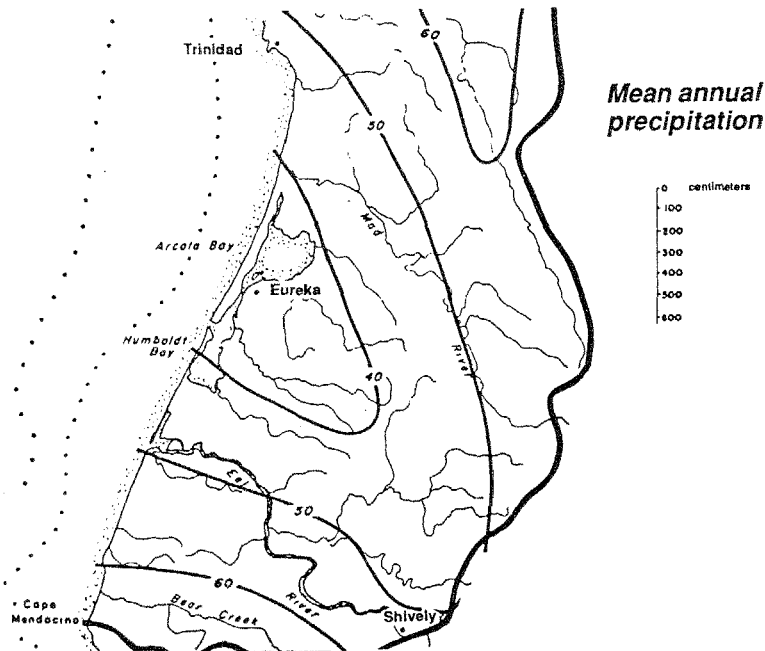 60
Trinidad
Mean annual
precipitation
50
0 centimeters
100
200
300
400
500
600
Mad
Arcata Bay
Eureka
Humboldt
Bay
River
40
Eel
50
60
River
Bear Creek
Cape
Mendocino
Shively